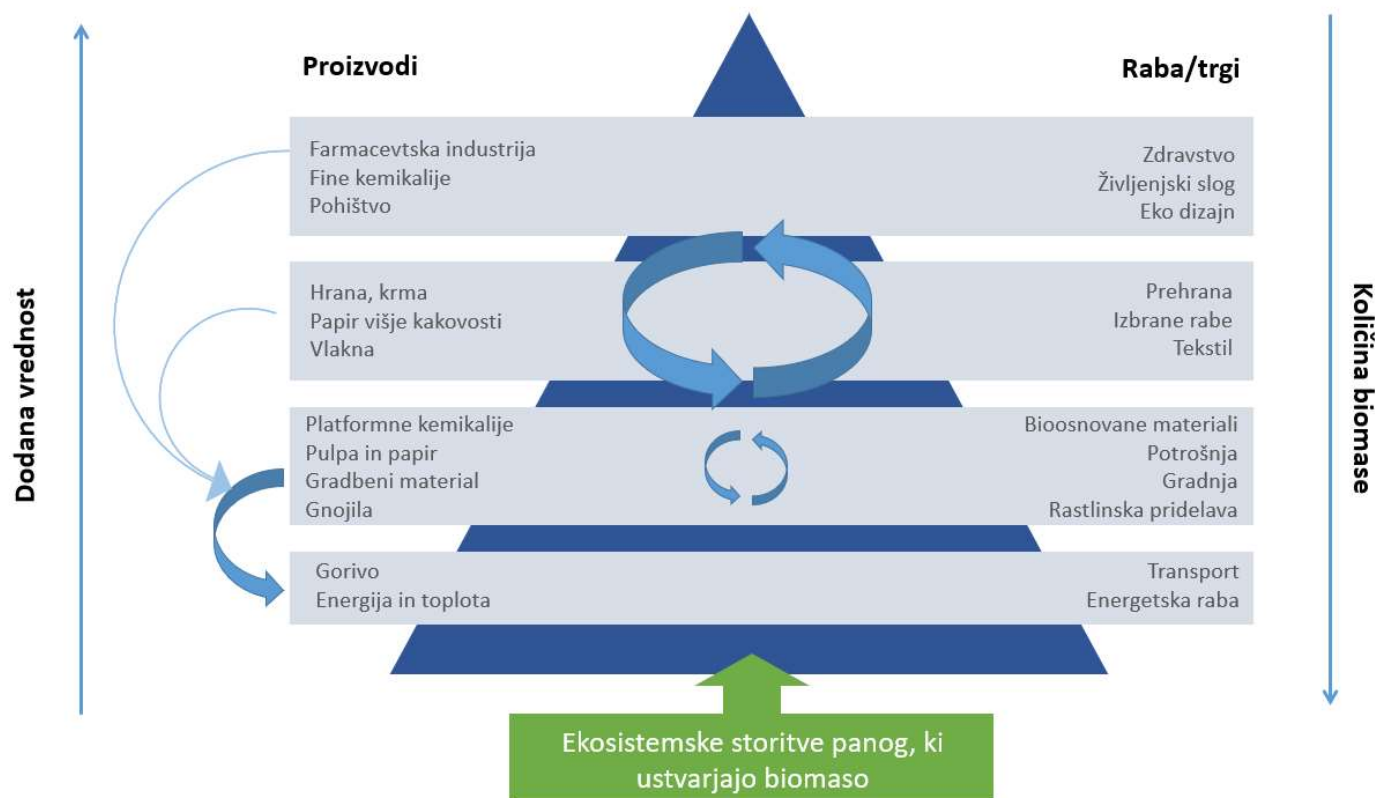 Proizvodi
Raba/trgi
Farmacevtska industrija
Fine kemikalije
Pohištvo
Zdravstvo
Življenjski slog
Eko dizajn
Hrana, krma
Papir višje kakovosti
Vlakna
Prehrana
Izbrane rabe
Tekstil
Platformne kemikalije
Pulpa in papir
Gradbeni material
Gnojila
Bioosnovane materiali
Potrošnja
Gradnja
Rastlinska pridelava
Gorivo
Energija in toplota
Transport
Energetska raba
Dodana vrednost
Količina biomase
Ekosistemske storitve panog, ki
ustvarjajo biomaso